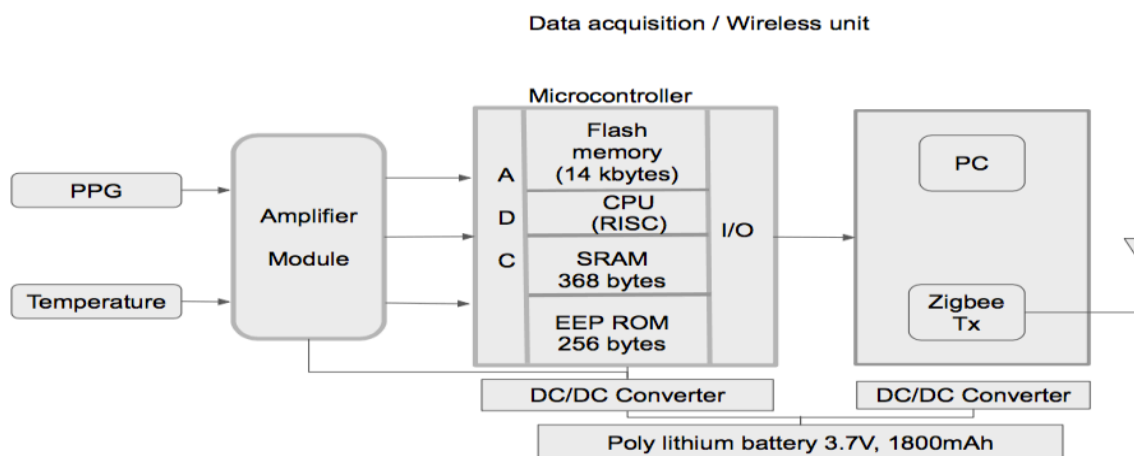 Data acquisition / Wireless unit
Microcontroller
PPG
Temperature
Amplifier
Module
A
D
C
Flash
memory
(14 kbytes)
CPU
(RISC)
SRAM
368 bytes
EEP ROM
256 bytes
I/O
PC
Zigbee
Tx
DC/DC Converter
DC/DC Converter
Poly lithium battery 3.7V, 1800mAh